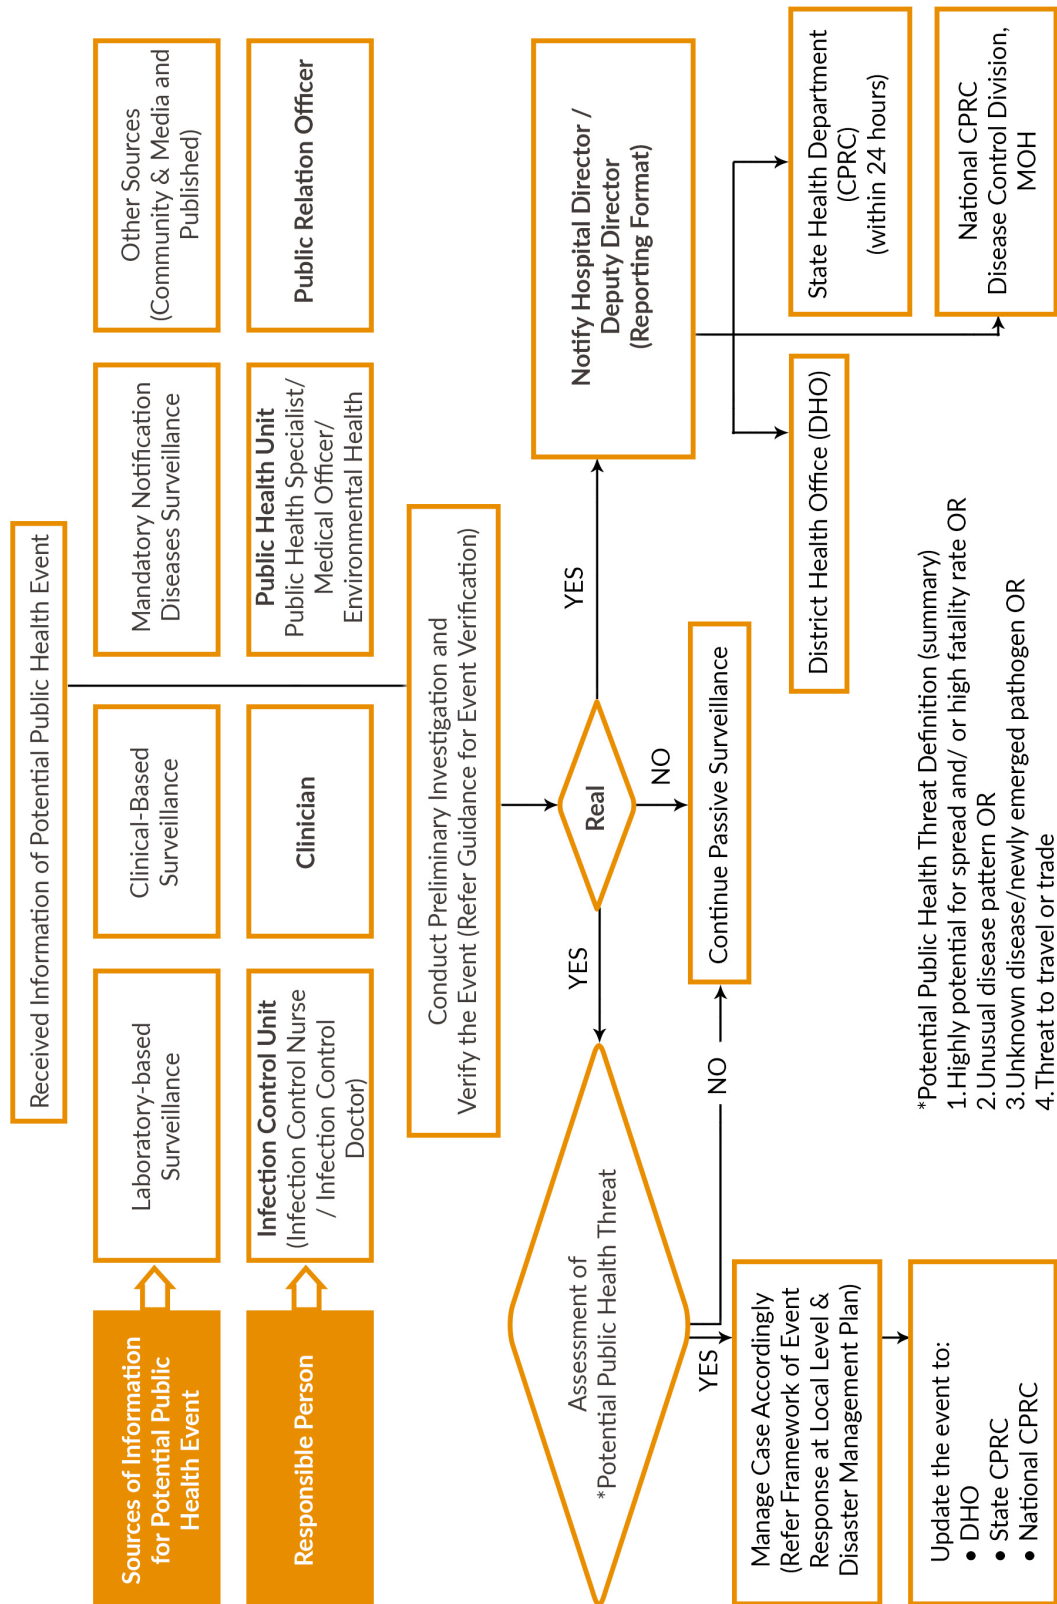 Received Information of Potential Public Health Event
Sources of Information
for Potential Public
Health Event
Laboratory-based
Surveillance
Clinical-Based
Surveillance
Mandatory Notification
Diseases Surveillance
Other Sources
(Community & Media and
Published)
Responsible Person
Infection Control Unit
(Infection Control Nurse
/ Infection Control
Doctor)
Clinician
Public Health Unit
Public Health Specialist/
Medical Officer/
Environmental Health
Public Relation Officer
Conduct Preliminary Investigation and
Verify the Event (Refer Guidance for Event Verification)
Assessment of
*Potential Public Health Threat
YES
Real
YES
Notify Hospital Director /
Deputy Director
(Reporting Format)
NO
NO
YES
Continue Passive Surveillance
Manage Case Accordingly
(Refer Framework of Event
Response at Local Level &
Disaster Management Plan)
District Health Office (DHO)
State Health Department
(CPRC)
(within 24 hours)
National CPRC
Disease Control Division,
MOH
Update the event to:
• DHO
• State CPRC
• National CPRC
*Potential Public Health Threat Definition (summary)
1.Highly potential for spread and/ or high fatality rate OR
2.Unusual disease pattern OR
3.Unknown disease/newly emerged pathogen OR
4.Threat to travel or trade